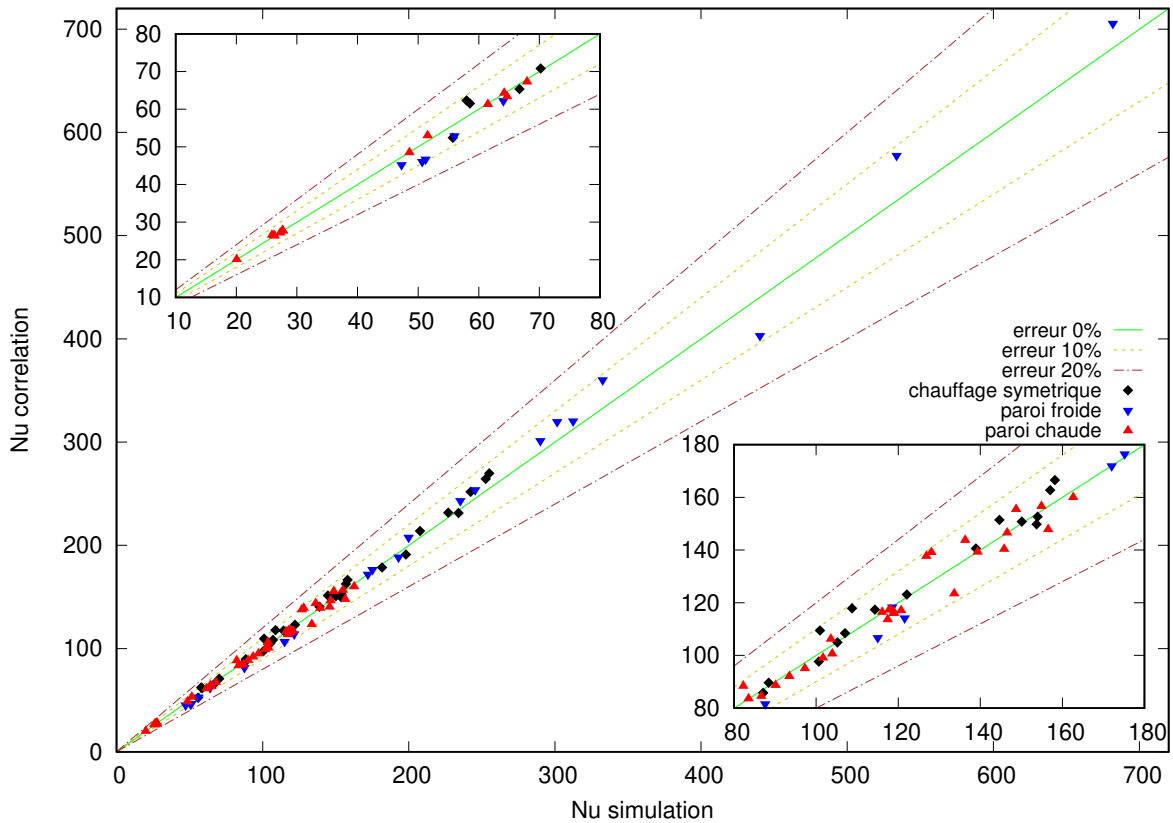 700
600
500
400
300
200
100
0
0 100 200 300 400 500 600 700
Nu correlation
Nu simulation
80
70
60
50
40
30
20
10
10 20 30 40 50 60 70 80
erreur 0%
erreur 10%
erreur 20%
chauffage symetrique
paroi froide
paroi chaude
180
160
140
120
100
80
80 100 120 140 160 180